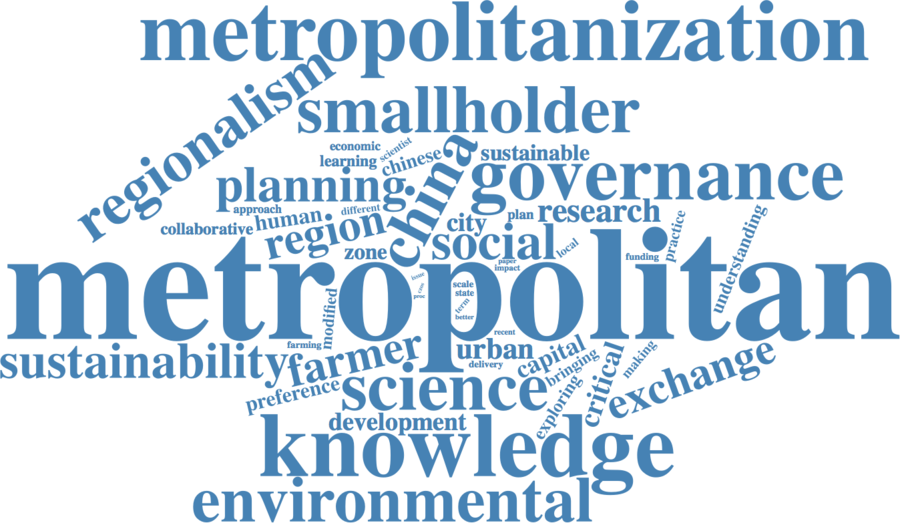 metropolitanization
regionalism
smallholder
economic
scientist
learning
chinese
china
sustainable
planning
governance
approach
different
human
collaborative
region
city
plan
research
practice
understanding
zone
social
local
funding
paper
impact
metropolitan
scale
state
term
better
modified
recent
farming
sustainability
farmer
urban
delivery
capital
bringing
critical
making
exchange
preference
science
exploring
development
knowledge
environmental